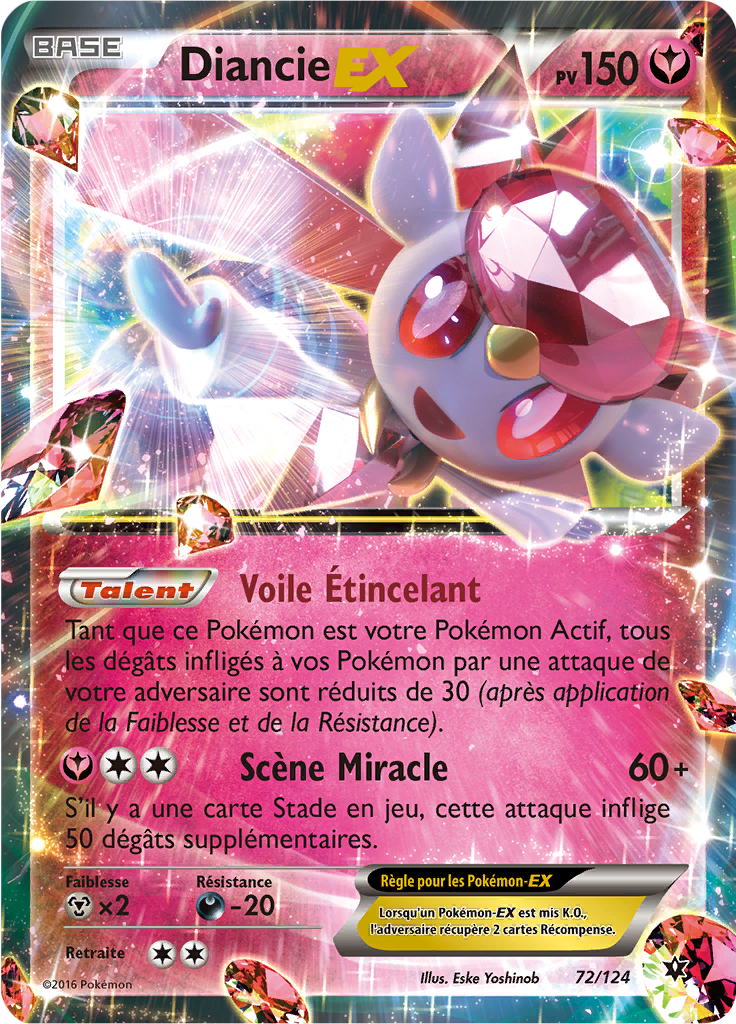 BASE
Diancie EX
PV 150
Talent
Voile Étincelant
Tant que ce Pokémon est votre Pokémon Actif, tous
les dégâts infligés à vos Pokémon par une attaque de
votre adversaire sont réduits de 30 (après application
de la Faiblesse et de la Résistance).
Scène Miracle 60+
S'il y a une carte Stade en jeu, cette attaque inflige
50 dégâts supplémentaires.
Faiblesse
×2
Résistance
-20
Retraite
Règle pour les Pokémon-EX
Lorsqu'un Pokémon-EX est mis K.O.,
l'adversaire récupère 2 cartes Récompense.
©2016 Pokémon
Illus. Eske Yoshinob
72/124